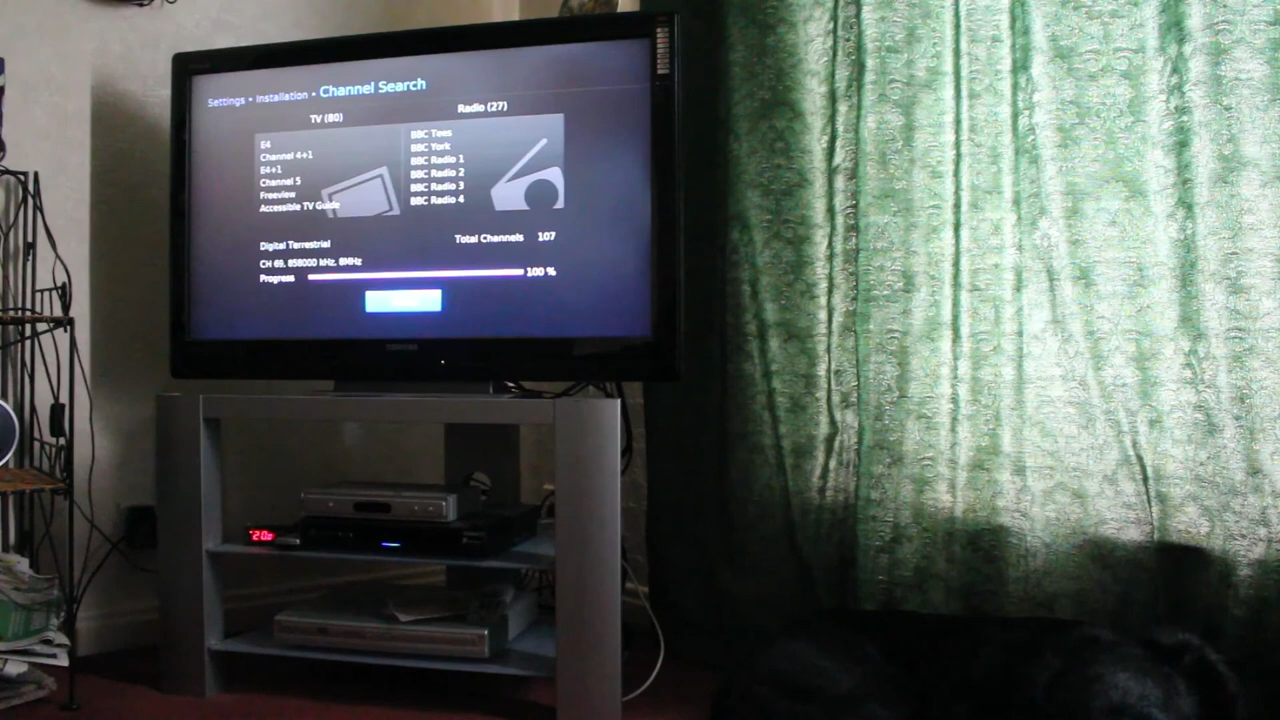 Settings • Installation • Channel Search
TV (80)
Radio (27)
E4
Channel 4+1
E4+1
Channel 5
Freeview
Accessible TV Guide
BBC Tees
BBC York
BBC Radio 1
BBC Radio 2
BBC Radio 3
BBC Radio 4
Digital Terrestrial
Total Channels 107
CH 69, 858000 kHz, 8MHz
Progress 100 %
TOSHIBA